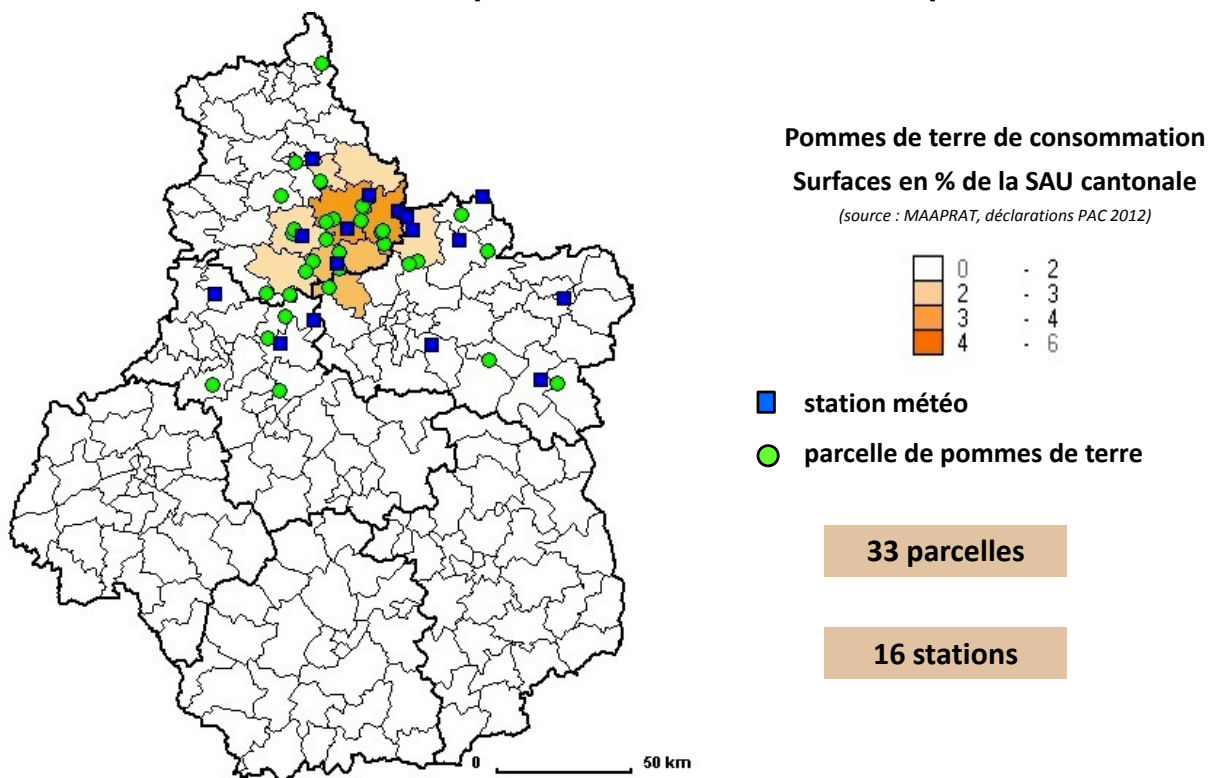 Pommes de terre de consommation
Surfaces en % de la SAU cantonale
(source : MAAPRAT, déclarations PAC 2012)
0 - 2
2 - 3
3 - 4
4 - 6
station météo
parcelle de pommes de terre
33 parcelles
16 stations
0 50 km